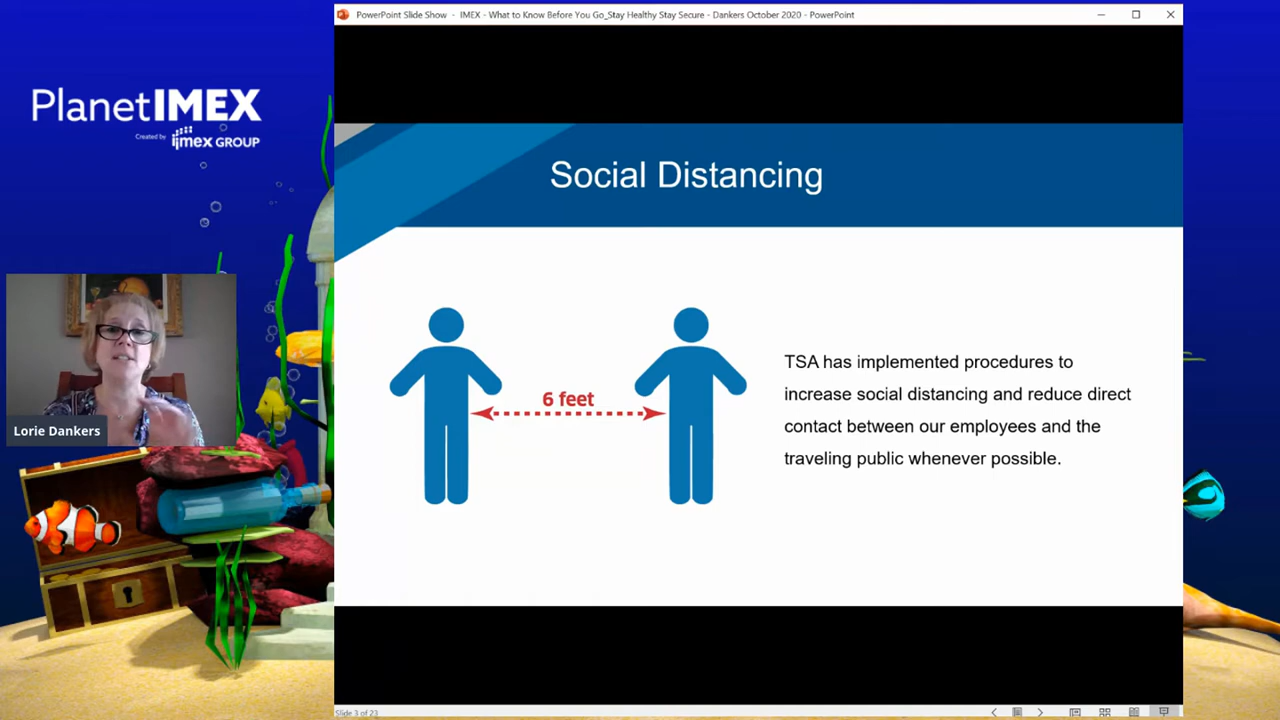 PowerPoint Slide Show - IMEX - What to Know Before You Go_Stay Healthy Stay Secure - Dankers October 2020 - PowerPoint
PlanetIMEX
Created by imex GROUP
Social Distancing
6 feet
TSA has implemented procedures to
increase social distancing and reduce direct
contact between our employees and the
traveling public whenever possible.
Lorie Dankers
Slide 3 of 23